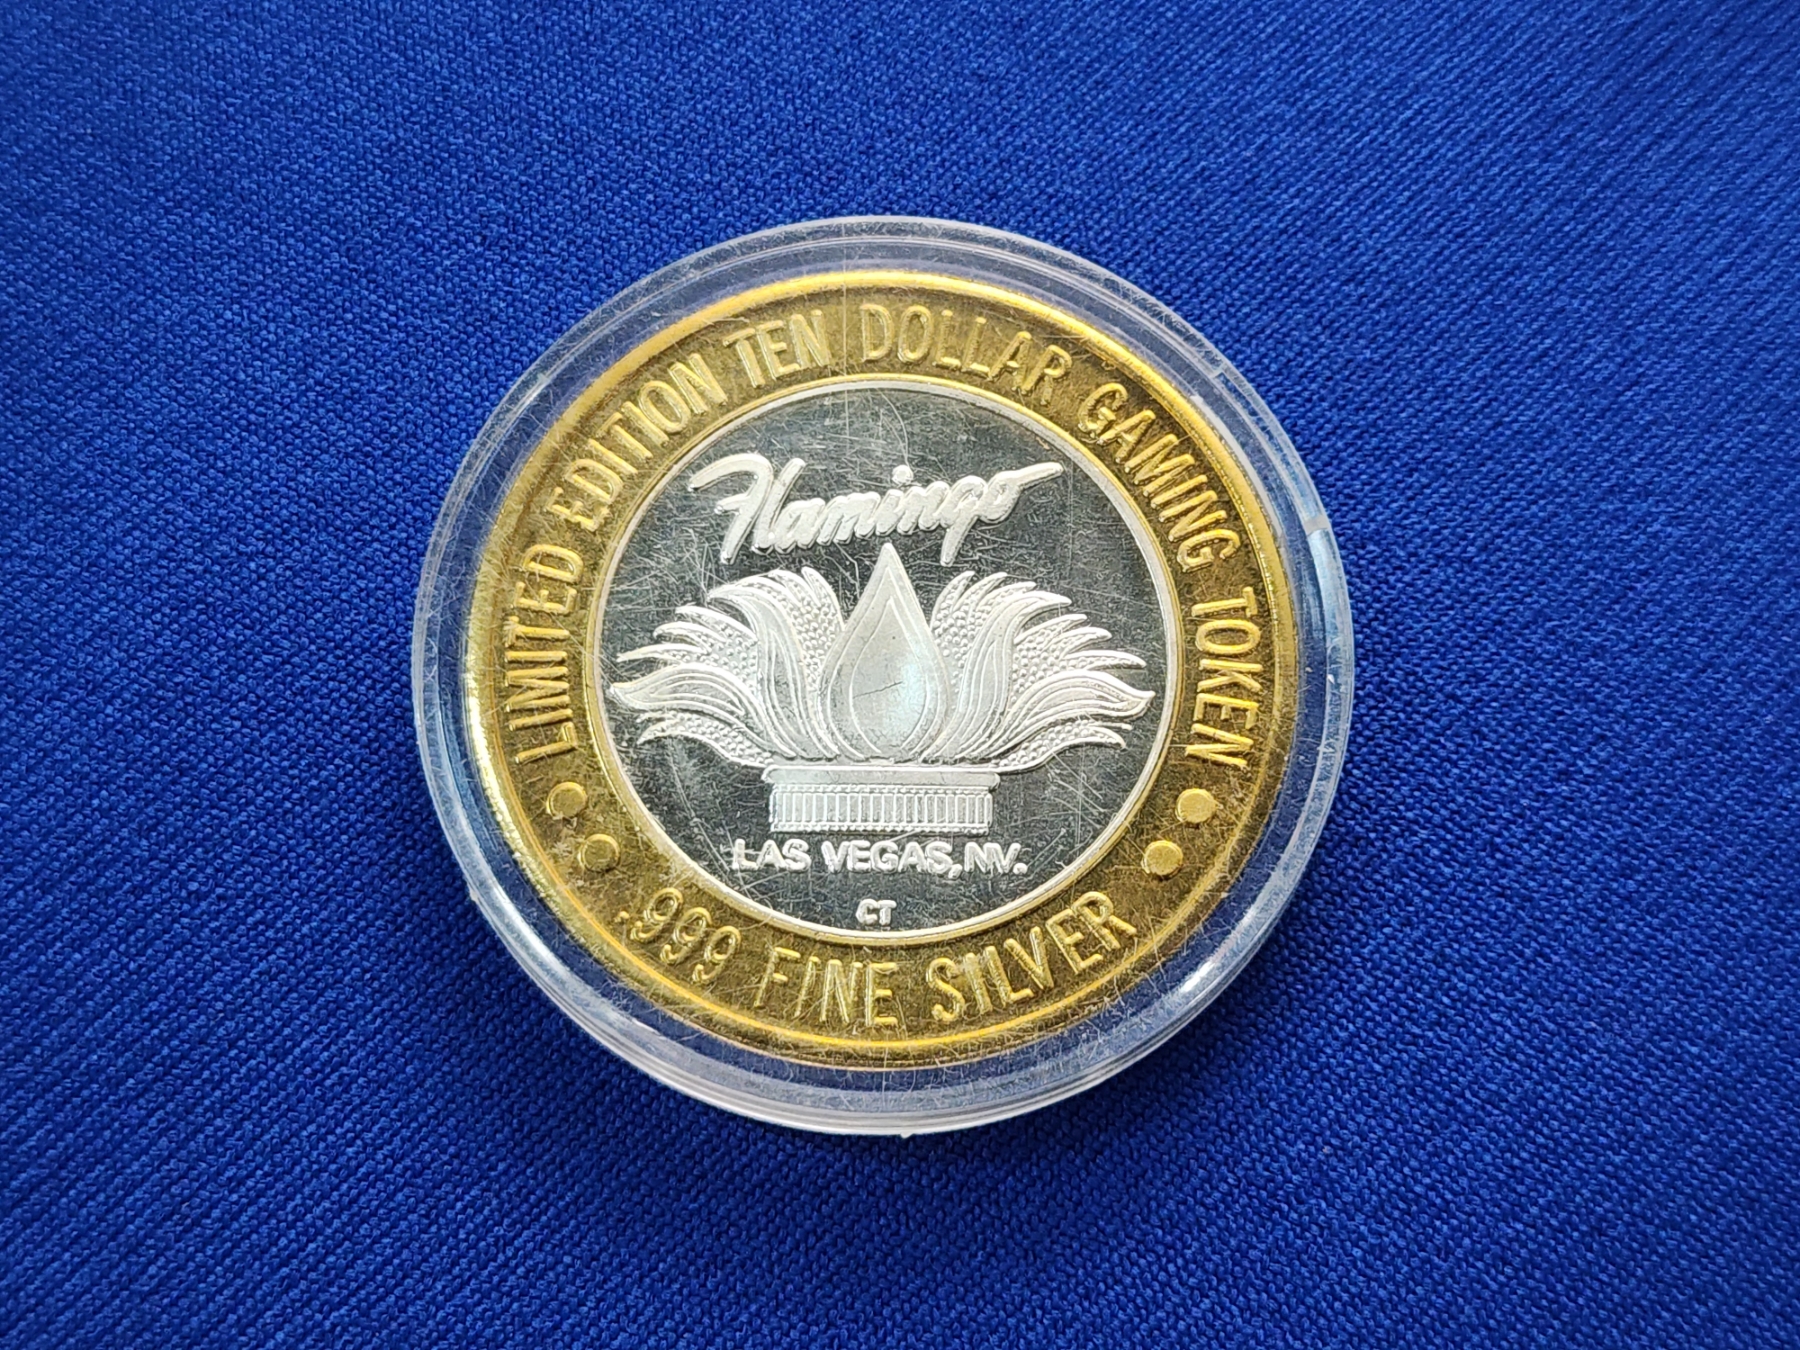 LIMITED EDITION TEN DOLLAR GAMING TOKEN
Flamingo
LAS VEGAS, NV.
CT
.999 FINE SILVER